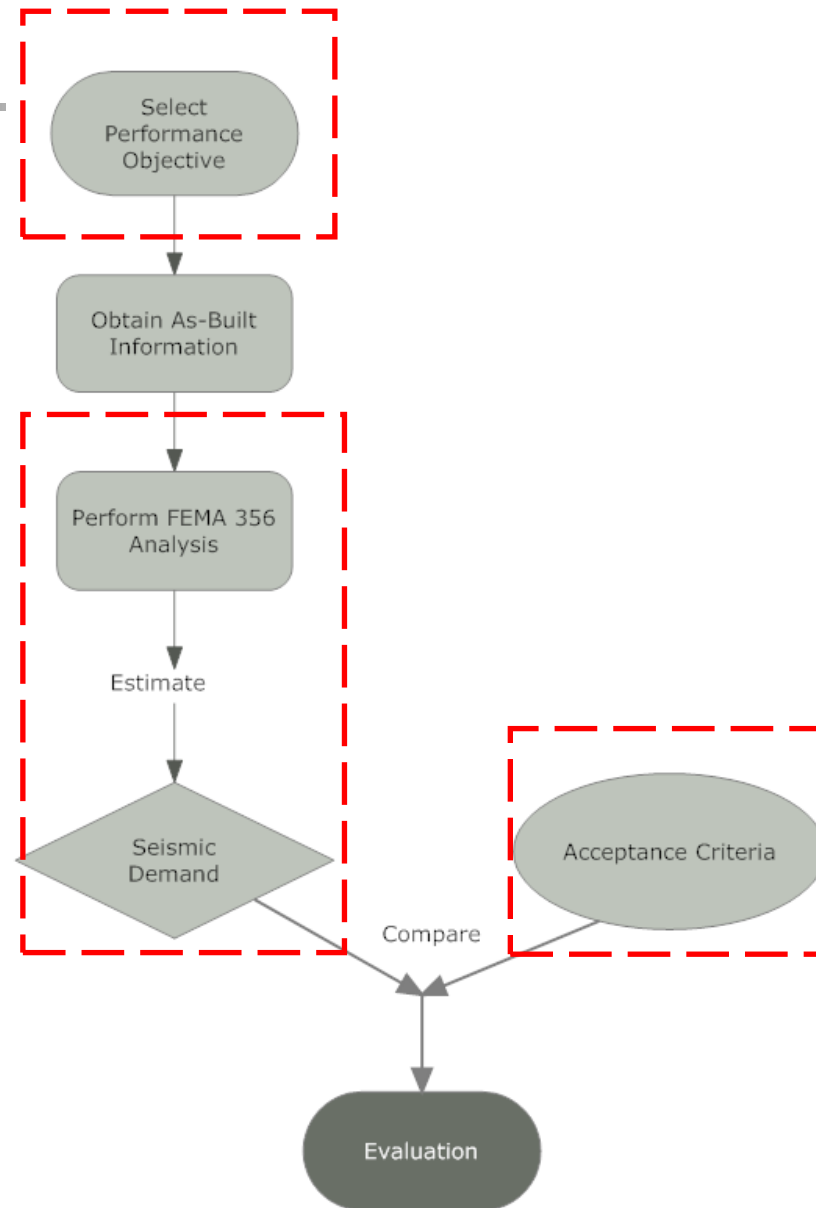 Select
Performance
Objective
Obtain As-Built
Information
Perform FEMA 356
Analysis
Estimate
Seismic
Demand
Acceptance Criteria
Compare
Evaluation